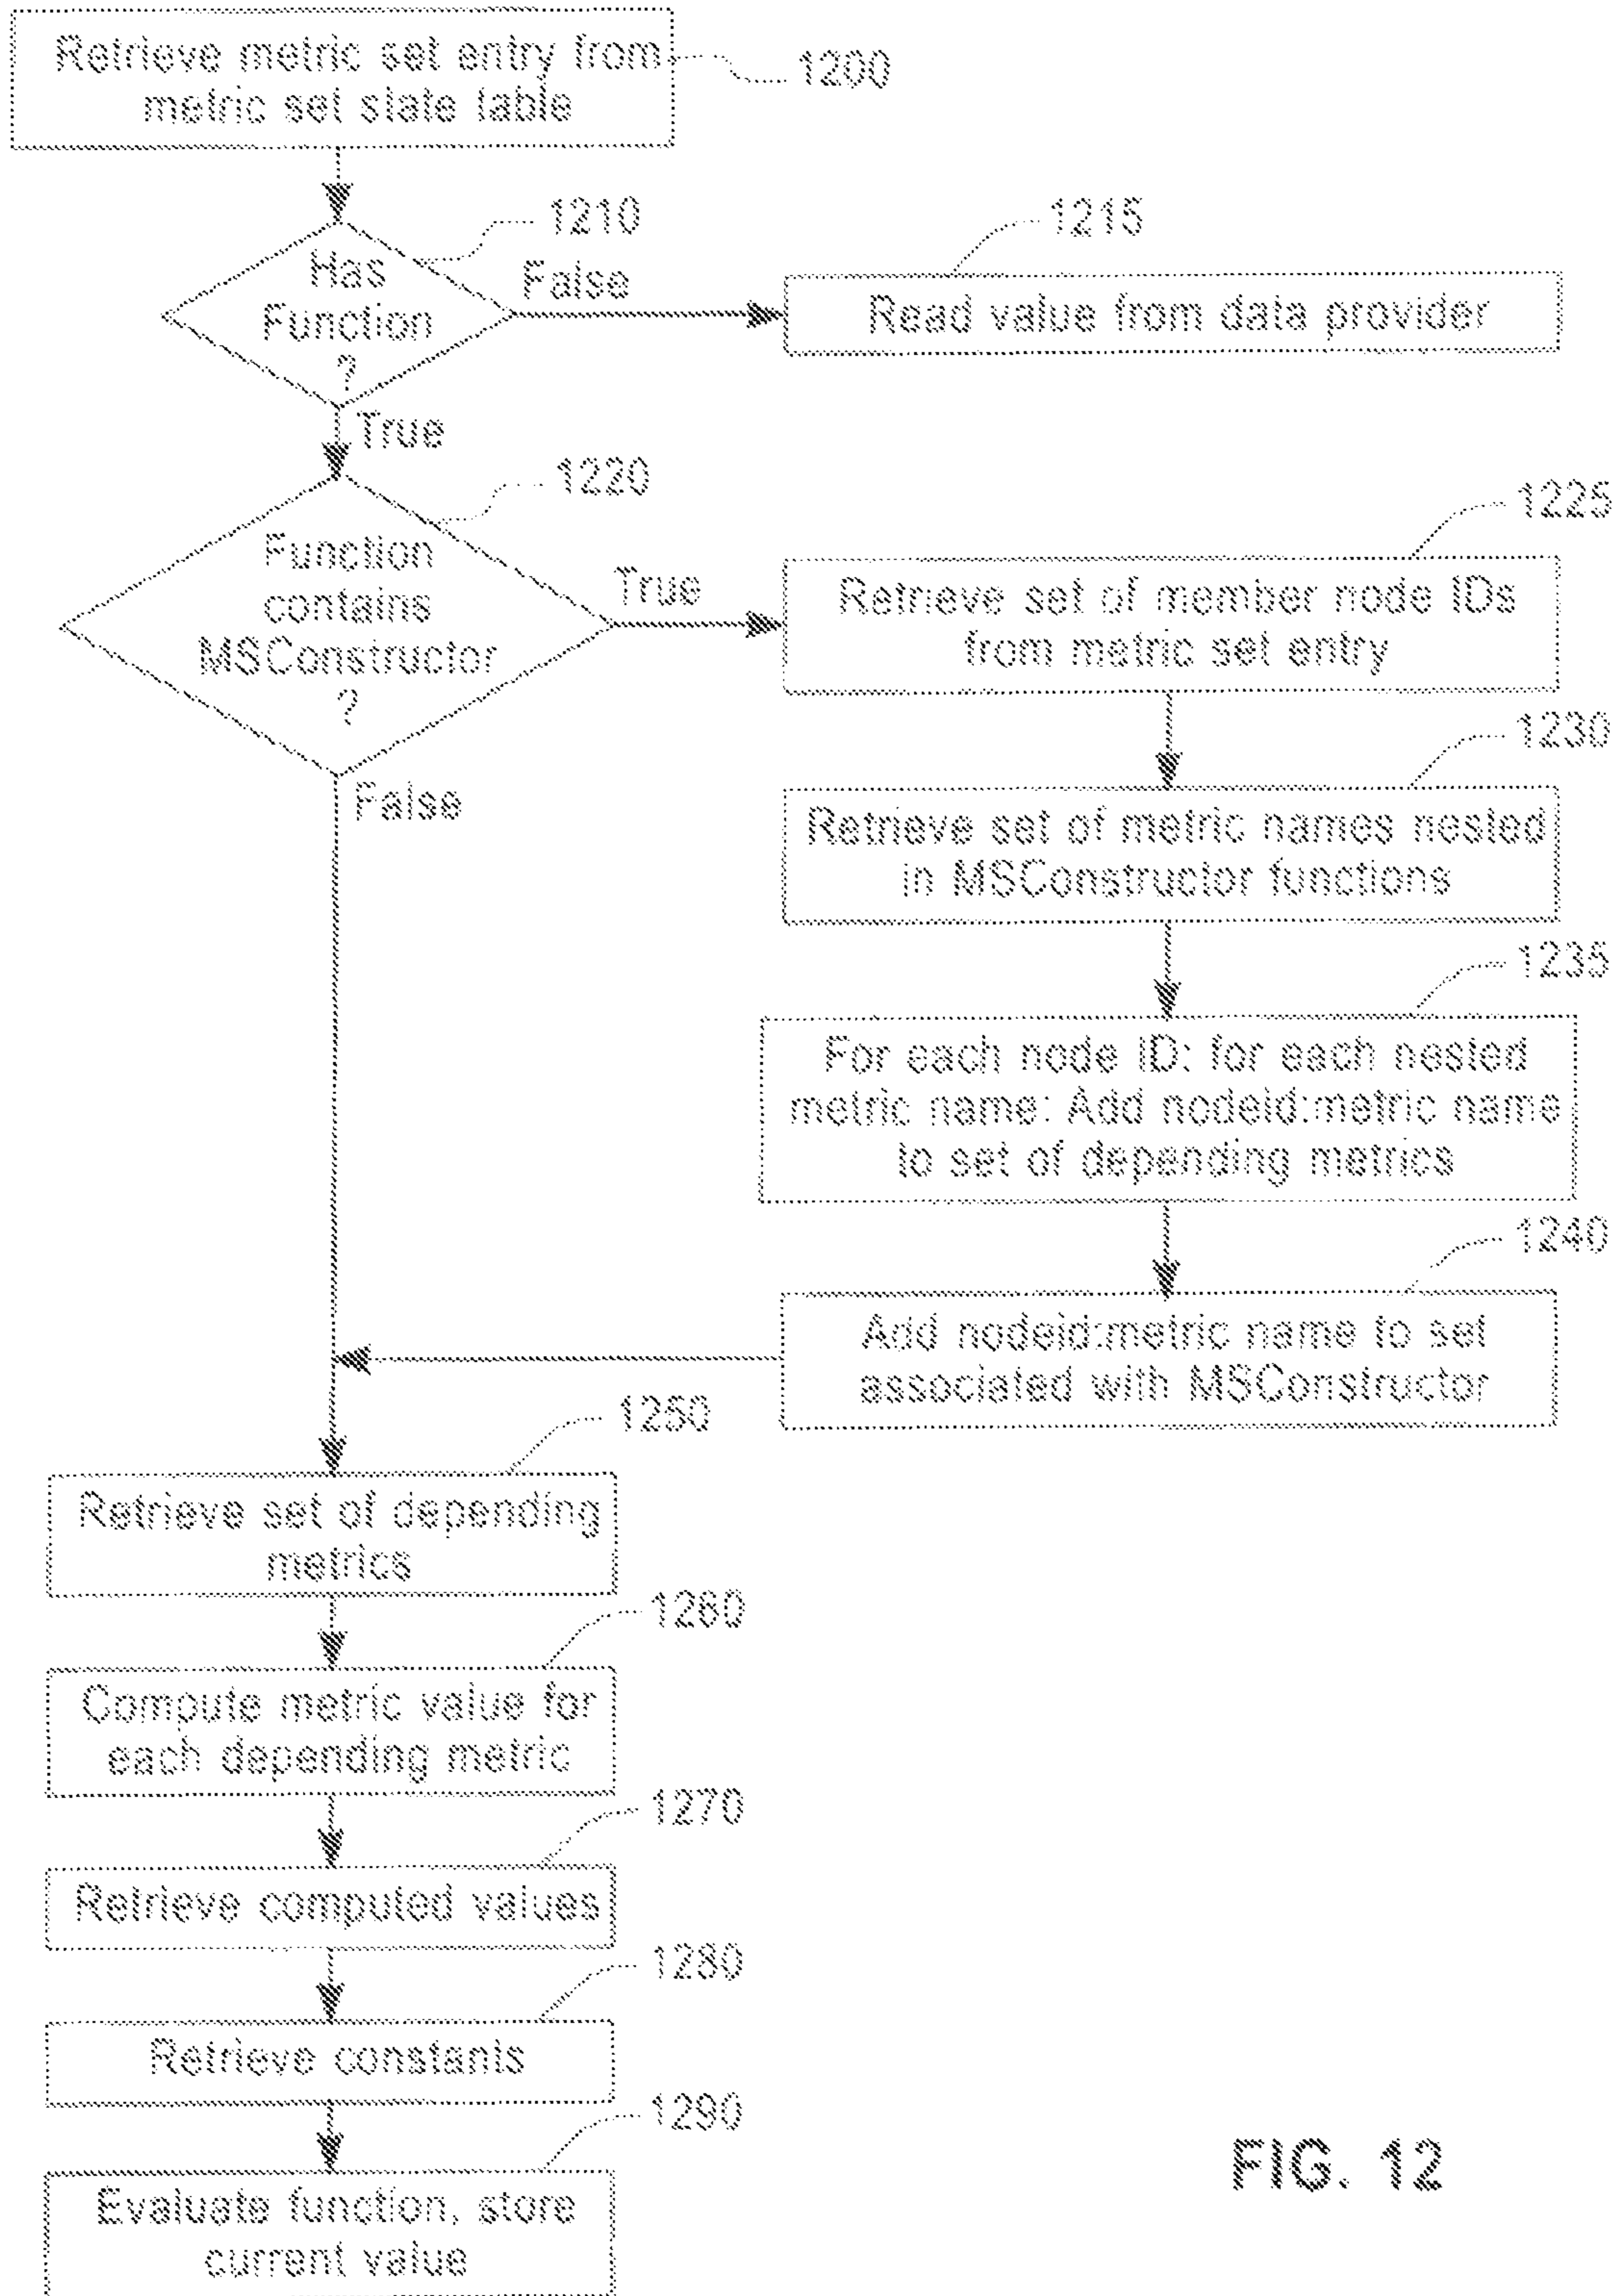 Retrieve metric set entry from
metric set state table
1200
1210
Has
Function
?
False
1215
Read value from data provider
True
1220
Function
contains
MSConstructor
?
True
1225
Retrieve set of member node IDs
from metric set entry
False
1230
Retrieve set of metric names nested
in MSConstructor functions
1235
For each node ID: for each nested
metric name: Add nodeid:metric name
to set of depending metrics
1240
Add nodeid:metric name to set
associated with MSConstructor
1250
Retrieve set of depending
metrics
1260
Compute metric value for
each depending metric
1270
Retrieve computed values
1280
Retrieve constants
1290
Evaluate function, store
current value
FIG. 12